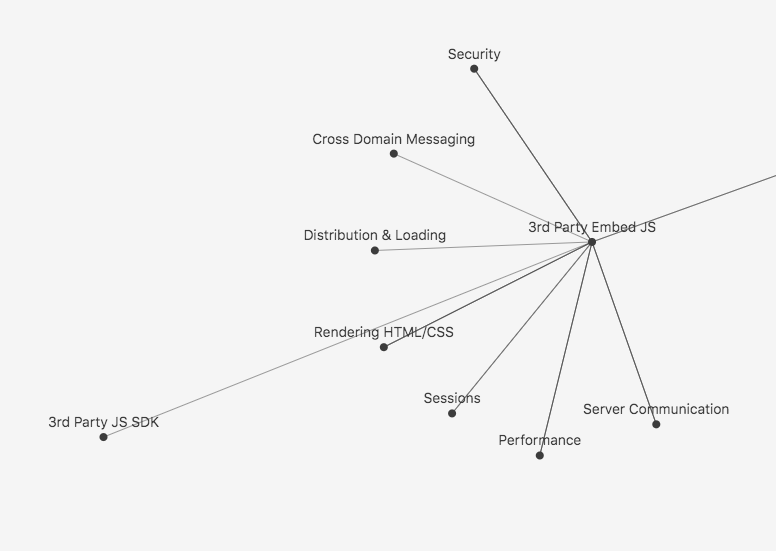 Security
Cross Domain Messaging
3rd Party Embed JS
Distribution & Loading
Rendering HTML/CSS
Sessions
Server Communication
3rd Party JS SDK
Performance